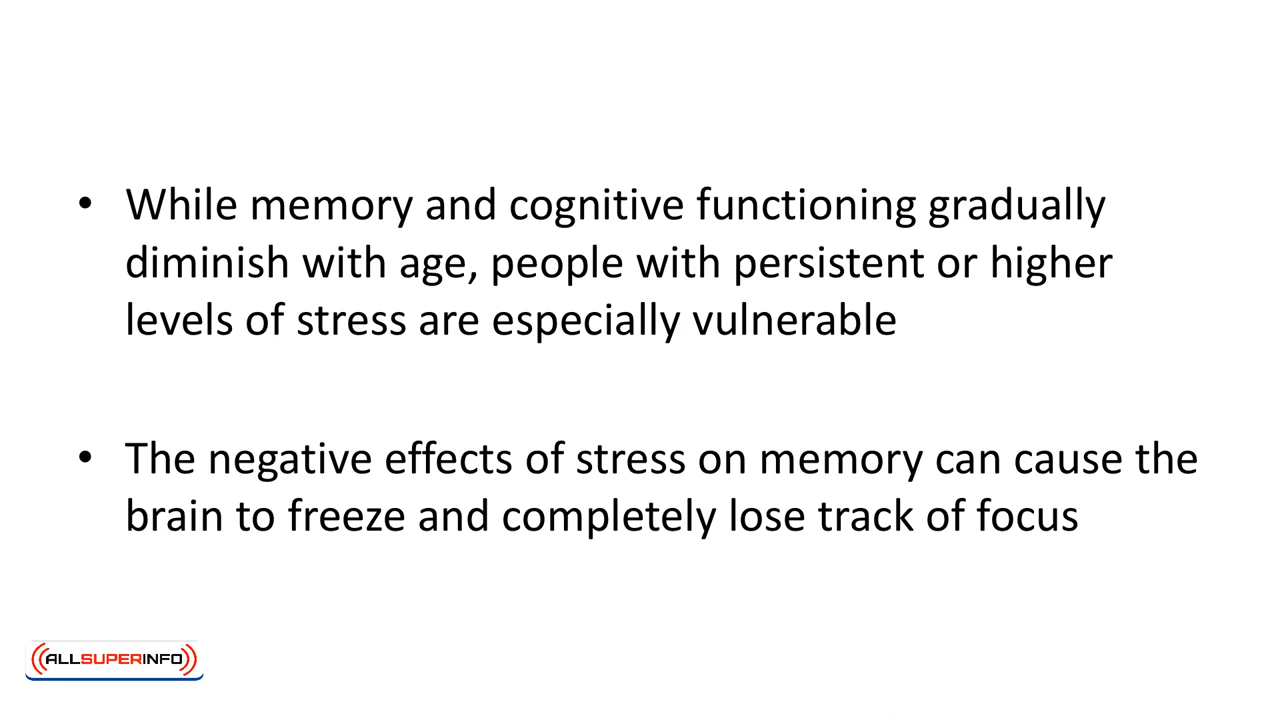 • While memory and cognitive functioning gradually
diminish with age, people with persistent or higher
levels of stress are especially vulnerable
• The negative effects of stress on memory can cause the
brain to freeze and completely lose track of focus
ALLSUPERINFO